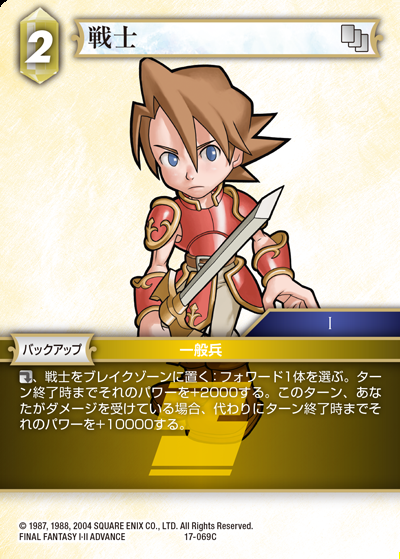 2
戦士
I
バックアップ
一般兵
、戦士をブレイクゾーンに置く：フォワード1体を選ぶ。ター
ン終了時までそれのパワーを+2000する。このターン、あな
たがダメージを受けている場合、代わりにターン終了時までそ
れのパワーを+10000する。
© 1987, 1988, 2004 SQUARE ENIX CO., LTD. All Rights Reserved.
FINAL FANTASY I·II ADVANCE 17-069C